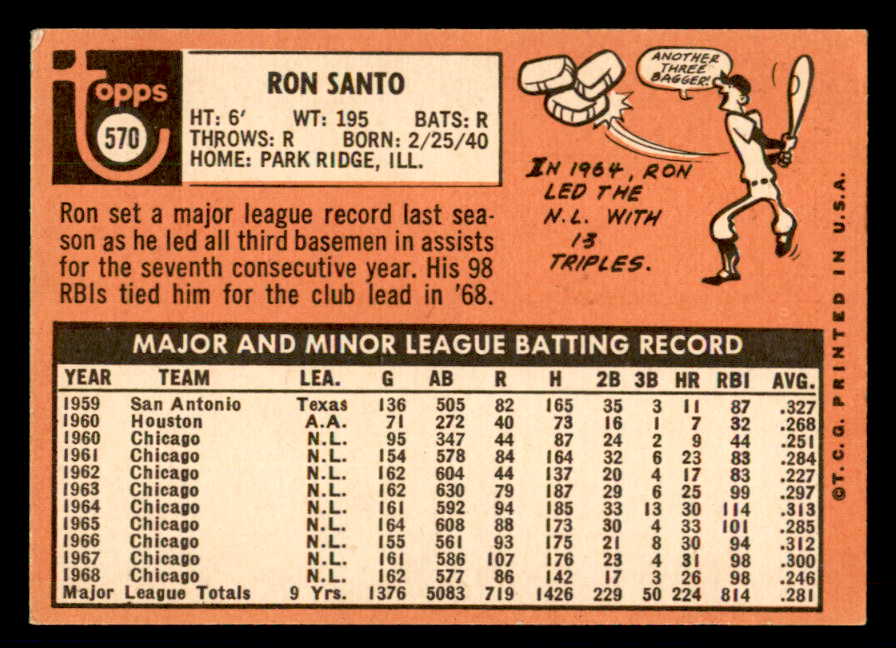 topps
570
RON SANTO
HT: 6' WT: 195 BATS: R
THROWS: R BORN: 2/25/40
HOME: PARK RIDGE, ILL.
Ron set a major league record last sea-
son as he led all third basemen in assists
for the seventh consecutive year. His 98
RBIs tied him for the club lead in '68.
ANOTHER
THREE
BAGGER!
IN 1964, RON
LED THE
N.L. WITH
13
TRIPLES.
MAJOR AND MINOR LEAGUE BATTING RECORD
YEAR TEAM LEA. G AB R H 2B 3B HR RBI AVG.
1959 San Antonio Texas 136 505 82 165 35 3 11 87 .327
1960 Houston A.A. 71 272 40 73 16 1 7 32 .268
1960 Chicago N.L. 95 347 44 87 24 2 9 44 .251
1961 Chicago N.L. 154 578 84 164 32 6 23 83 .284
1962 Chicago N.L. 162 604 44 137 20 4 17 83 .227
1963 Chicago N.L. 162 630 79 187 29 6 25 99 .297
1964 Chicago N.L. 161 592 94 185 33 13 30 114 .313
1965 Chicago N.L. 164 608 88 173 30 4 33 101 .285
1966 Chicago N.L. 155 561 93 175 21 8 30 94 .312
1967 Chicago N.L. 161 586 107 176 23 4 31 98 .300
1968 Chicago N.L. 162 577 86 142 17 3 26 98 .246
Major League Totals 9 Yrs. 1376 5083 719 1426 229 50 224 814 .281
©T.C.G. PRINTED IN U.S.A.